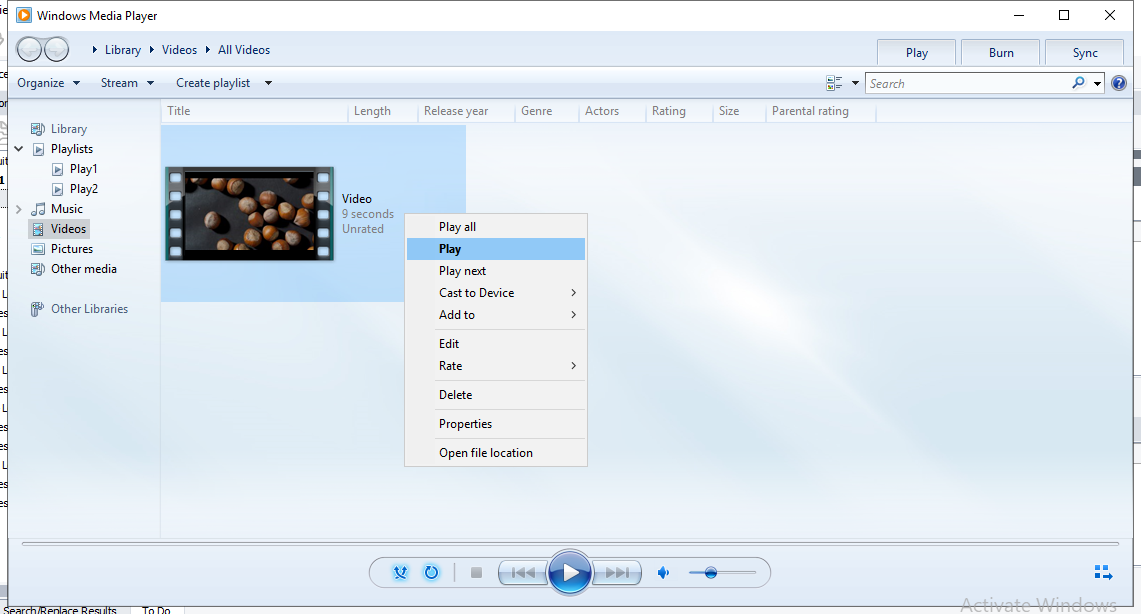 Windows Media Player
Library Videos All Videos
Play Burn Sync
Organize Stream Create playlist
Search
Title Length Release year Genre Actors Rating Size Parental rating
Library
Playlists
Play1
Play2
Music
Videos
Pictures
Other media
Other Libraries
Video
9 seconds
Unrated
Play all
Play
Play next
Cast to Device
Add to
Edit
Rate
Delete
Properties
Open file location
Activate Windows
Search/Replace Results To Do